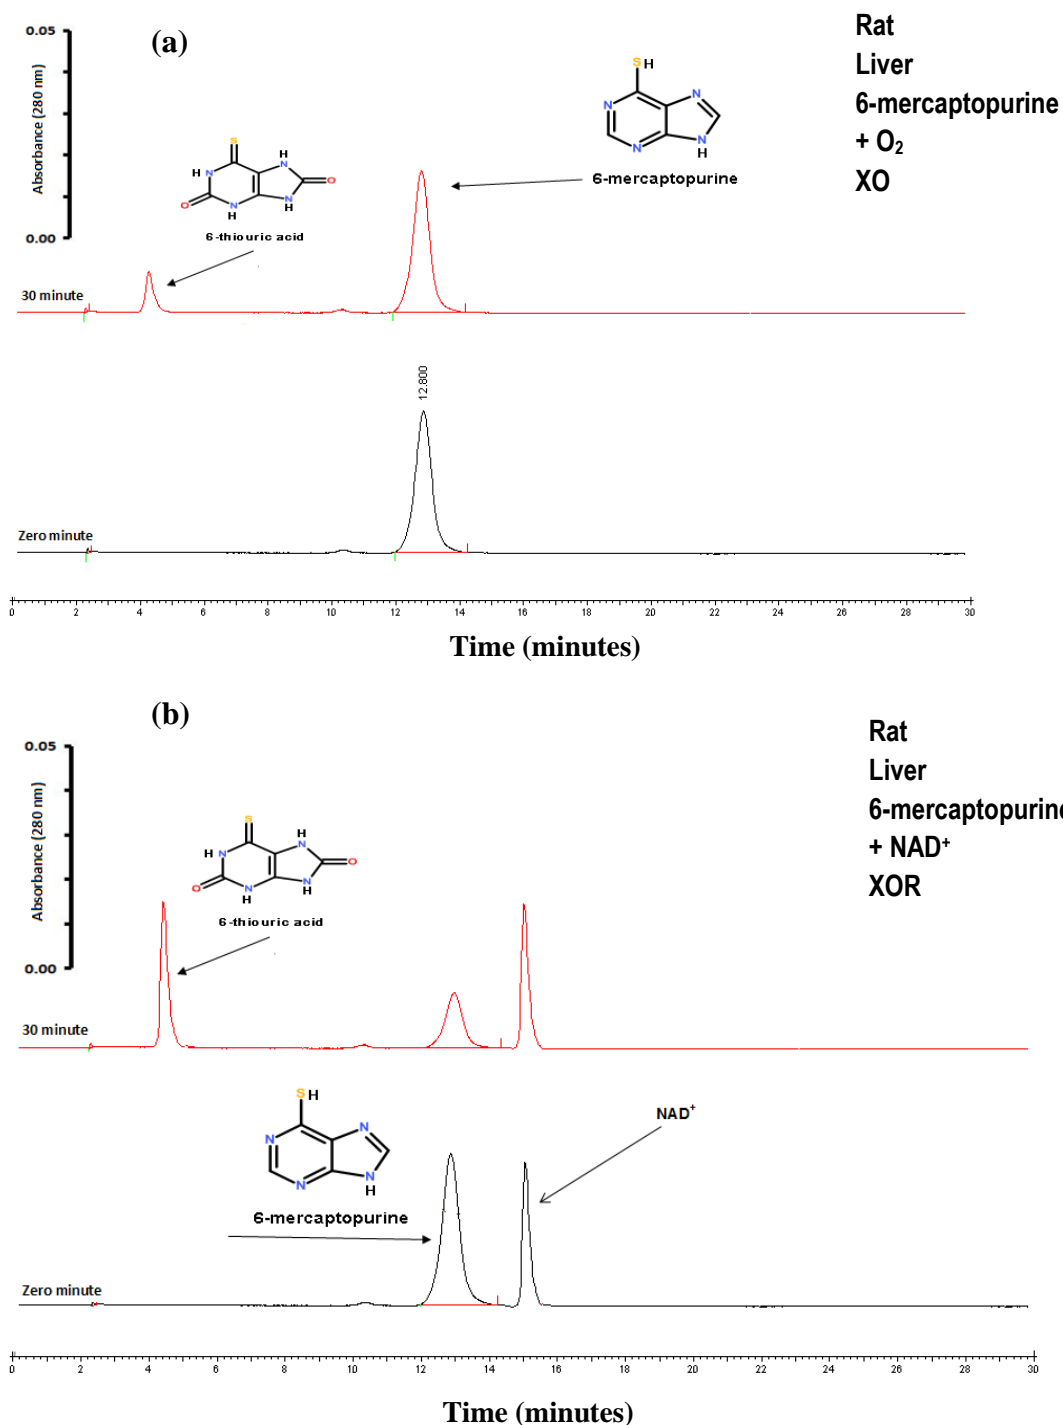 (a)
Rat
Liver
6-mercaptopurine
+ O₂
XO
0.05
Absorbance (280 nm)
0.00
S H
N N
N N
H
6-mercaptopurine
S
H
H N N
O
O N N
H H
6-thiouric acid
30 minute
12.800
Zero minute
0 2 4 6 8 10 12 14 16 18 20 22 24 26 28 30
Time (minutes)
(b)
Rat
Liver
6-mercaptopurine
+ NAD⁺
XOR
0.05
Absorbance (280 nm)
0.00
S
H
H N N
O
O N N
H H
6-thiouric acid
30 minute
S H
N N
N N
H
6-mercaptopurine
NAD⁺
Zero minute
0 2 4 6 8 10 12 14 16 18 20 22 24 26 28 30
Time (minutes)